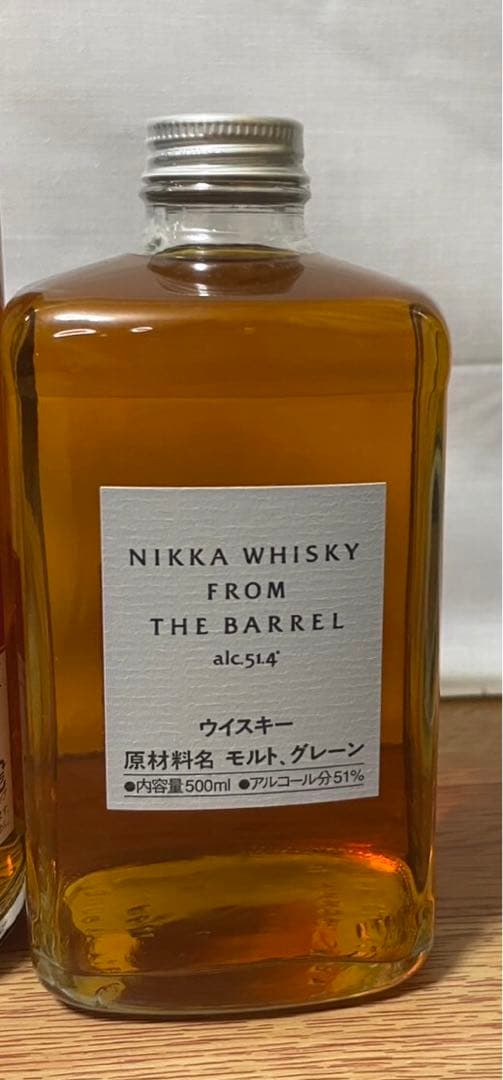 NIKKA WHISKY
FROM
THE BARREL
alc.51.4°
ウイスキー
原材料名 モルト、グレーン
●内容量500ml ●アルコール分51%